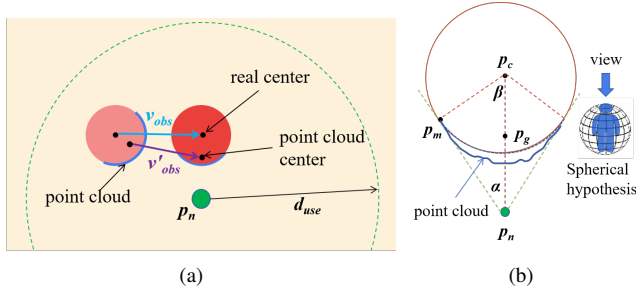 real center
v_obs
point cloud
center
v'_obs
point cloud
p_n
d_use
(a)
p_c
view
β
p_m
p_g
Spherical
hypothesis
α
point cloud
p_n
(b)